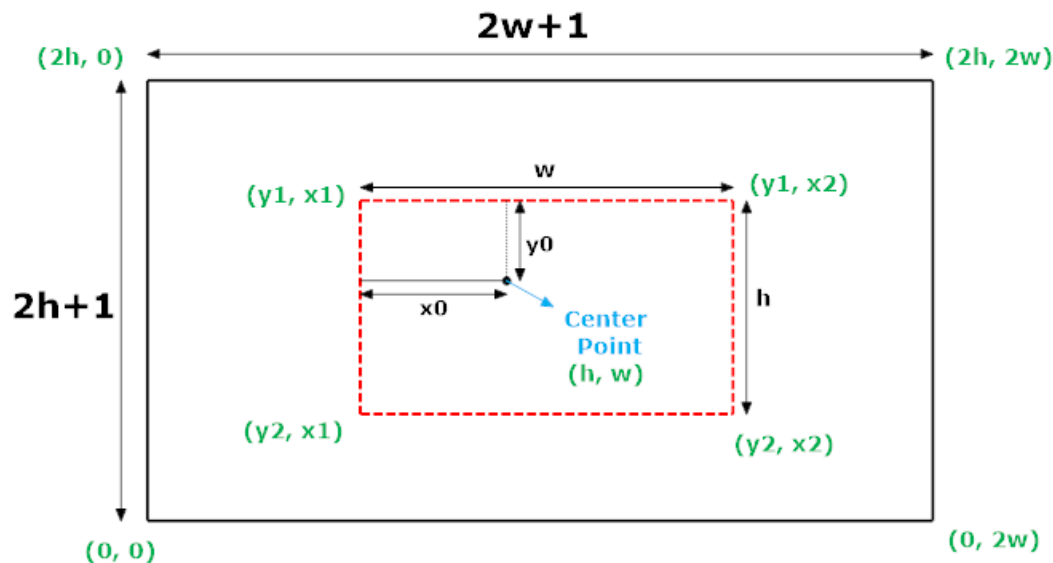 2w+1
(2h, 0)
(2h, 2w)
w
(y1, x1)
(y1, x2)
y0
2h+1
x0
h
Center
Point
(h, w)
(y2, x1)
(y2, x2)
(0, 0)
(0, 2w)